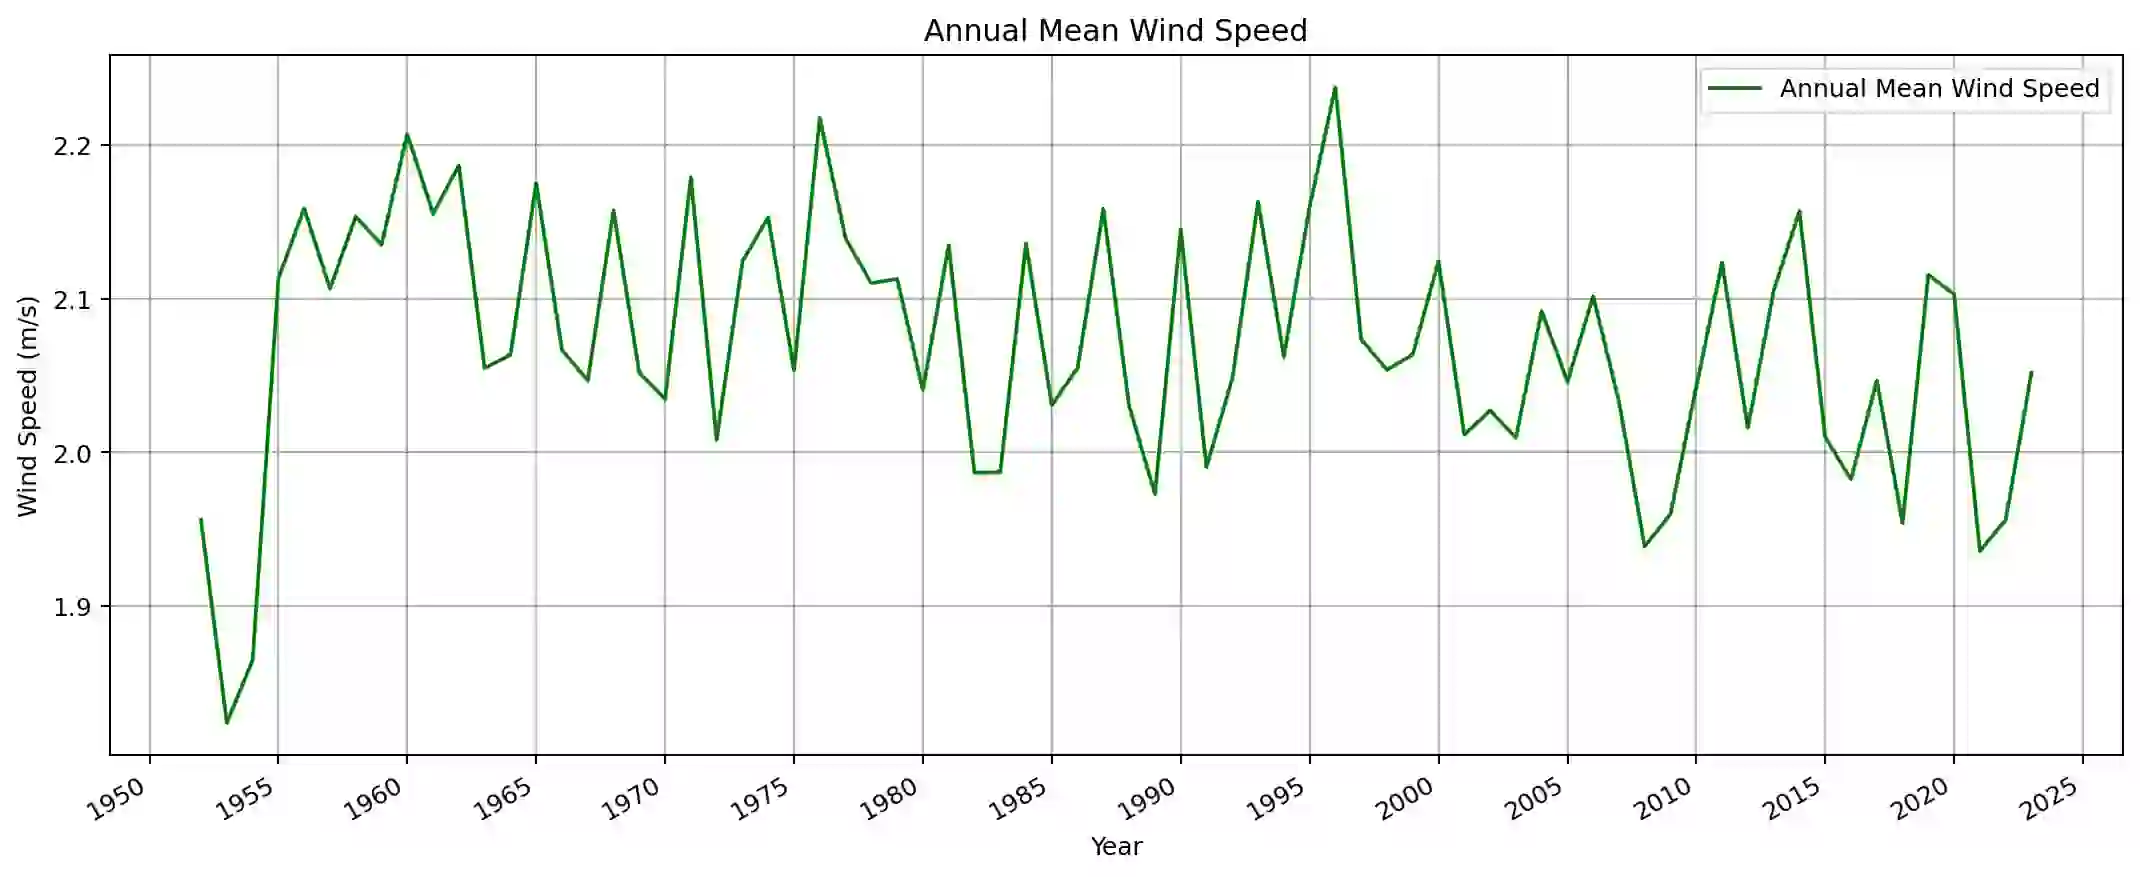 Annual Mean Wind Speed
Annual Mean Wind Speed
2.2
2.1
2.0
1.9
Wind Speed (m/s)
1950 1955 1960 1965 1970 1975 1980 1985 1990 1995 2000 2005 2010 2015 2020 2025
Year